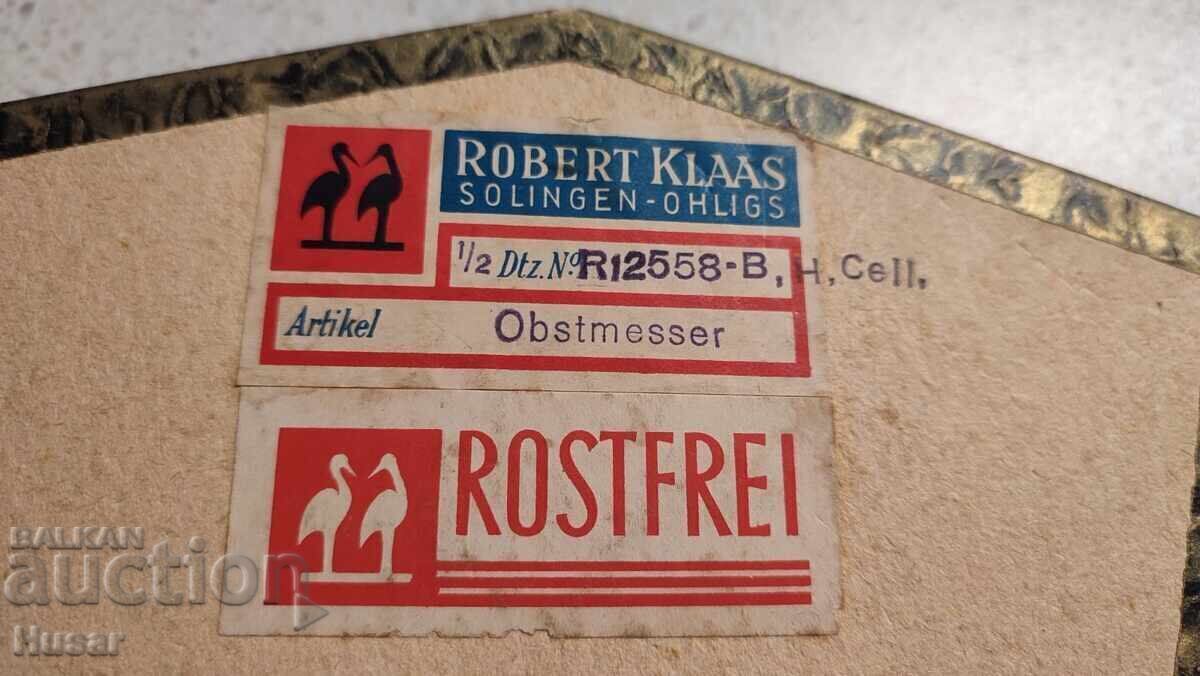 ROBERT KLAAS
SOLINGEN-OHLIGS
1/2 Dtz. Nº R12558-B, H. Cell.
Artikel Obstmesser
ROSTFREI
BALKAN
auction
Husar